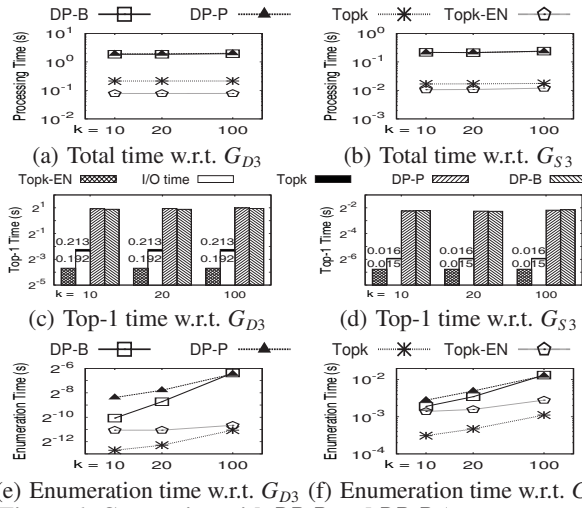 DP-B DP-P Topk Topk-EN
Processing Time (s)
10^1
10^0
10^-1
10^-2
k = 10 20 100
(a) Total time w.r.t. G_D3
Processing Time (s)
10^1
10^0
10^-1
10^-2
k = 10 20 100
(b) Total time w.r.t. G_S3
Topk-EN I/O time Topk DP-P DP-B
Top-1 Time (s)
2^1
2^-2
2^-5
0.213 0.213 0.213
0.192 0.192 0.192
k = 10 20 100
(c) Top-1 time w.r.t. G_D3
Top-1 Time (s)
2^-2
2^-6
0.016 0.016 0.016
0.015 0.015 0.015
k = 10 20 100
(d) Top-1 time w.r.t. G_S3
DP-B DP-P Topk Topk-EN
Enumeration Time (s)
2^-6
2^-8
2^-10
2^-12
k = 10 20 100
Enumeration Time (s)
10^-2
10^-3
10^-4
k = 10 20 100
(e) Enumeration time w.r.t. G_D3 (f) Enumeration time w.r.t. G